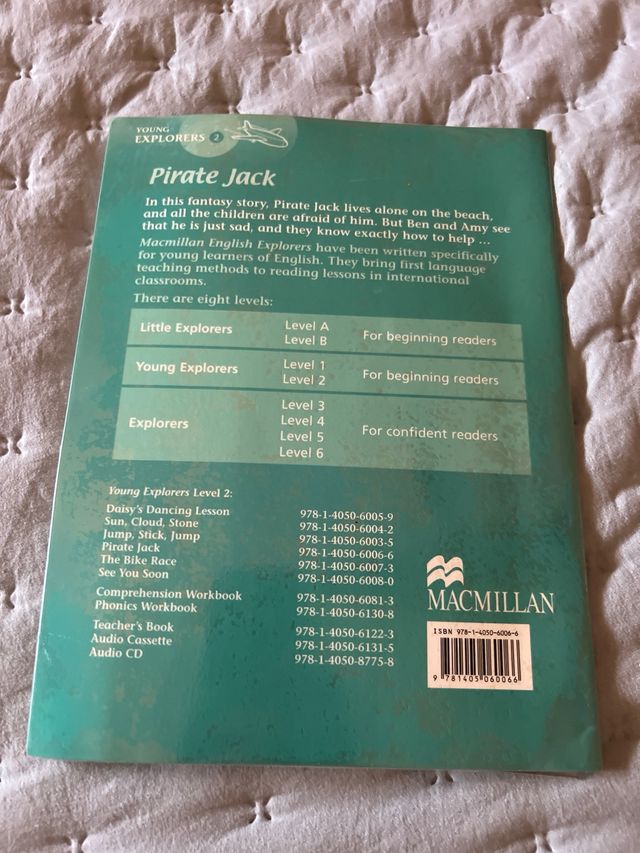 YOUNG
EXPLORERS 2
Pirate Jack
In this fantasy story, Pirate Jack lives alone on the beach,
and all the children are afraid of him. But Ben and Amy see
that he is just sad, and they know exactly how to help ...
Macmillan English Explorers have been written specifically
for young learners of English. They bring first language
teaching methods to reading lessons in international
classrooms.
There are eight levels:
Little Explorers Level A For beginning readers
Level B
Young Explorers Level 1 For beginning readers
Level 2
Level 3
Explorers Level 4 For confident readers
Level 5
Level 6
Young Explorers Level 2:
Daisy's Dancing Lesson 978-1-4050-6005-9
Sun, Cloud, Stone 978-1-4050-6004-2
Jump, Stick, Jump 978-1-4050-6003-5
Pirate Jack 978-1-4050-6006-6
The Bike Race 978-1-4050-6007-3
See You Soon 978-1-4050-6008-0
Comprehension Workbook 978-1-4050-6081-3
Phonics Workbook 978-1-4050-6130-8
Teacher's Book 978-1-4050-6122-3
Audio Cassette 978-1-4050-6131-5
Audio CD 978-1-4050-8775-8
MACMILLAN
ISBN 978-1-4050-6006-6
9 781405 060066